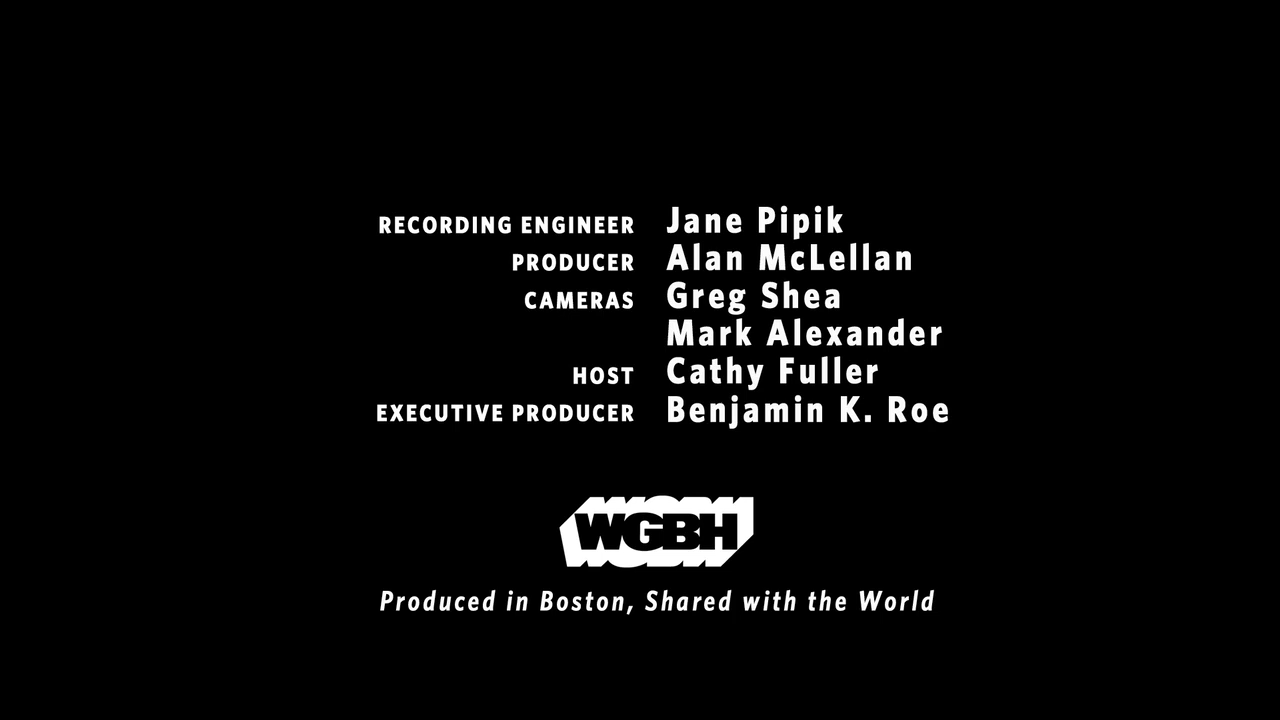 RECORDING ENGINEER Jane Pipik
PRODUCER Alan McLellan
CAMERAS Greg Shea
Mark Alexander
HOST Cathy Fuller
EXECUTIVE PRODUCER Benjamin K. Roe
WGBH
Produced in Boston, Shared with the World